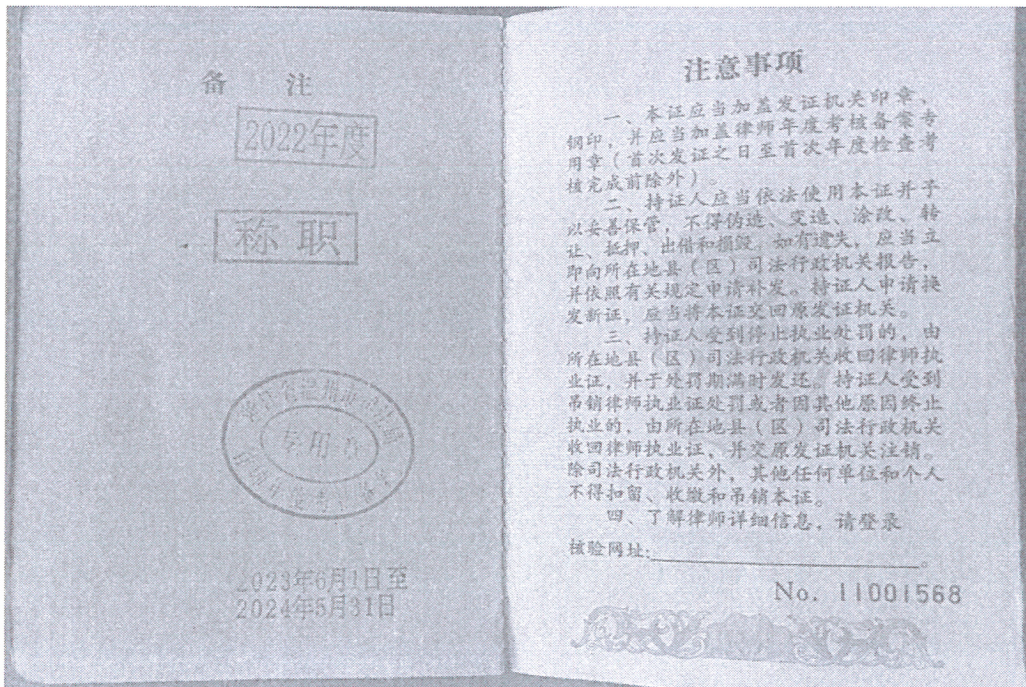 备 注
2022年度
称职
专用章
2023年6月1日至
2024年5月31日
注意事项
一、本证应当加盖发证机关印章、
钢印，并应当加盖律师年度考核备案专
用章（首次发证之日至首次年度检查考
核完成前除外）。
二、持证人应当依法使用本证并予
以妥善保管，不得伪造、变造、涂改、转
让、抵押、出借和损毁。如有遗失，应当立
即向所在地县（区）司法行政机关报告，
并依照有关规定申请补发。持证人申请换
发新证，应当将本证交回原发证机关。
三、持证人受到停止执业处罚的，由
所在地县（区）司法行政机关收回律师执
业证，并于处罚期满时发还。持证人受到
吊销律师执业证处罚或者因其他原因终止
执业的，由所在地县（区）司法行政机关
收回律师执业证，并交原发证机关注销。
除司法行政机关外，其他任何单位和个人
不得扣留、收缴和吊销本证。
四、了解律师详细信息，请登录
核验网址:
。
No. 11001568